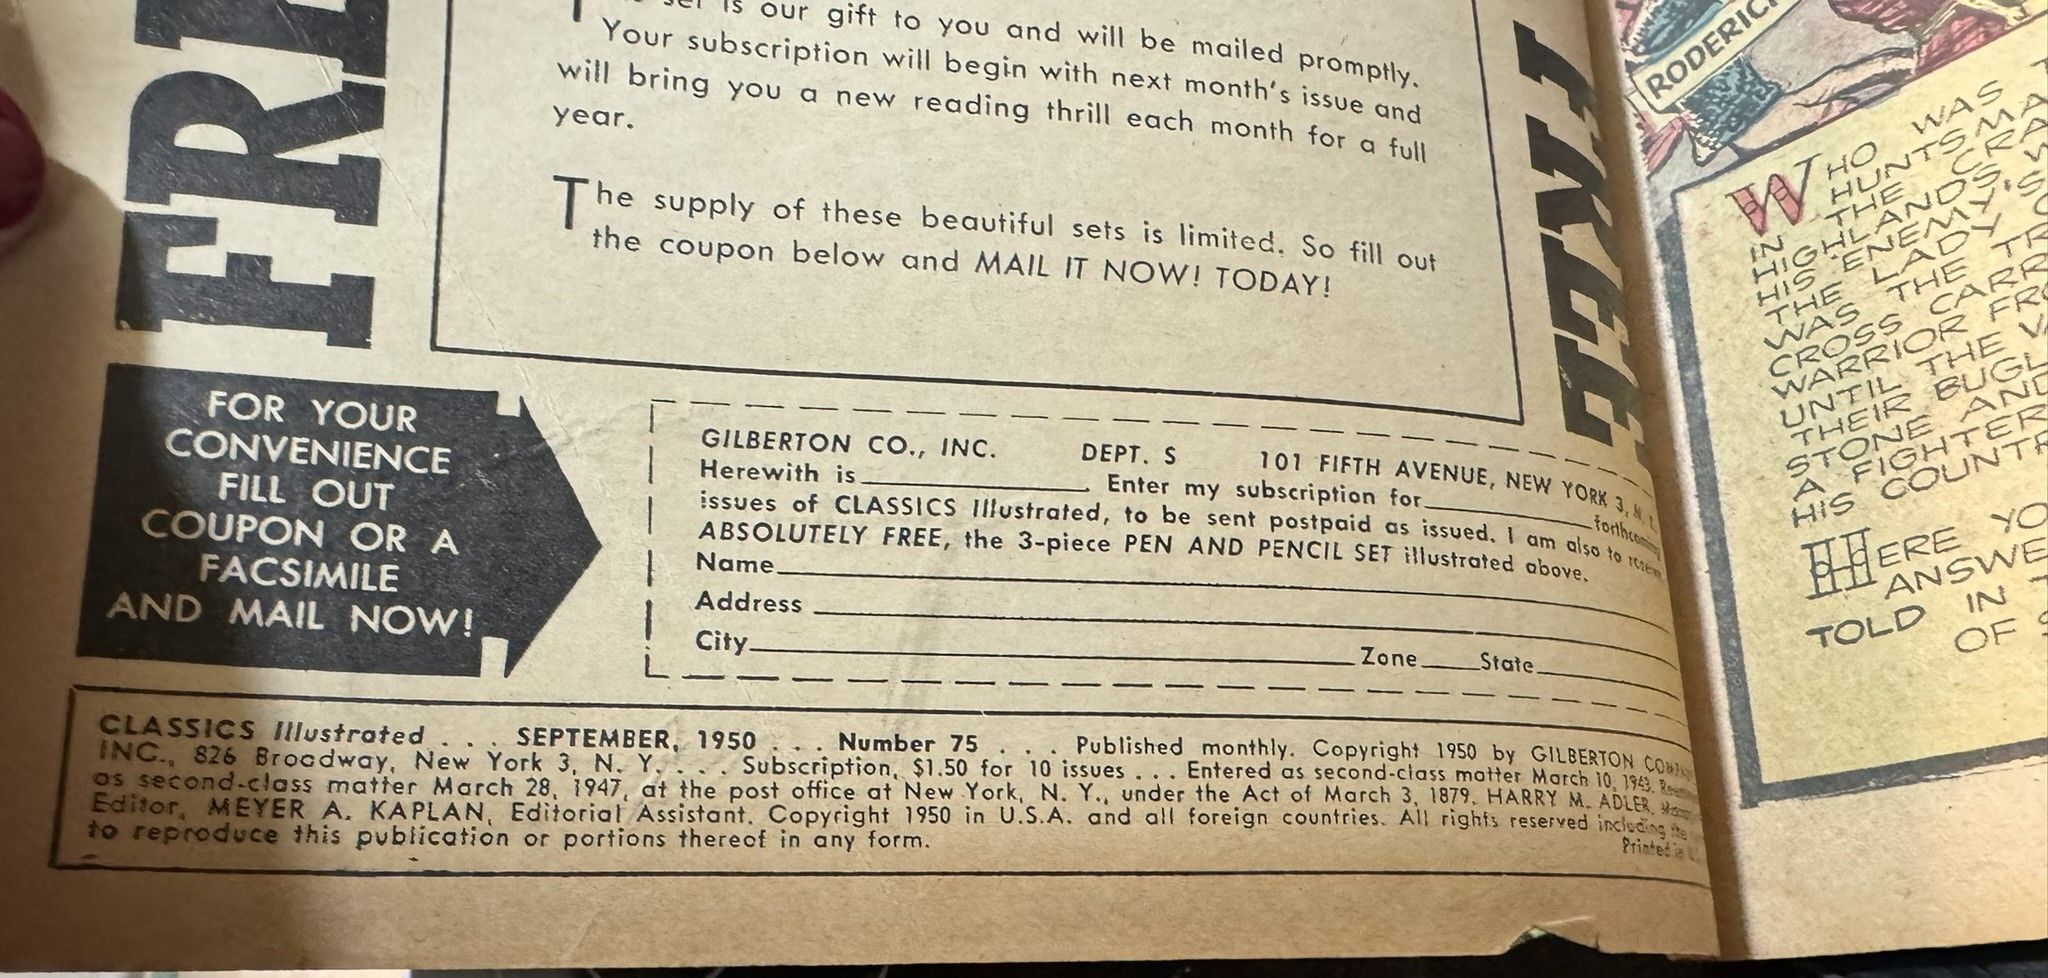 FRE
set is our gift to you and will be mailed promptly.
Your subscription will begin with next month's issue and
will bring you a new reading thrill each month for a full
year.
The supply of these beautiful sets is limited. So fill out
the coupon below and MAIL IT NOW! TODAY!
FOR YOUR
CONVENIENCE
FILL OUT
COUPON OR A
FACSIMILE
AND MAIL NOW!
GILBERTON CO., INC. DEPT. S 101 FIFTH AVENUE, NEW YORK 3, N.
Herewith is . Enter my subscription for forthcoming
issues of CLASSICS Illustrated, to be sent postpaid as issued. I am also to receive
ABSOLUTELY FREE, the 3-piece PEN AND PENCIL SET illustrated above.
Name
Address
City Zone State
CLASSICS Illustrated . . . SEPTEMBER, 1950 . . . Number 75 . . . Published monthly. Copyright 1950 by GILBERTON
INC., 826 Broadway, New York 3, N. Y. . . . Subscription, $1.50 for 10 issues . . . Entered as second-class matter March 10, 1943.
as second-class matter March 28, 1947, at the post office at New York, N. Y., under the Act of March 3, 1879. HARRY M. ADLER,
Editor, MEYER A. KAPLAN, Editorial Assistant. Copyright 1950 in U.S.A. and all foreign countries. All rights reserved including the
to reproduce this publication or portions thereof in any form.
Printed in
RODERICK
WHO WAS
HUNTSMA
IN THE CRA
HIGHLANDS
HIS ENEMY'S
THE LADY
WAS THE TR
CROSS CARR
WARRIOR FRO
UNTIL THE V
THEIR BUGL
STONE AND
A FIGHTER
HIS COUNTR
HERE YO
ANSWE
TOLD IN T
OF S